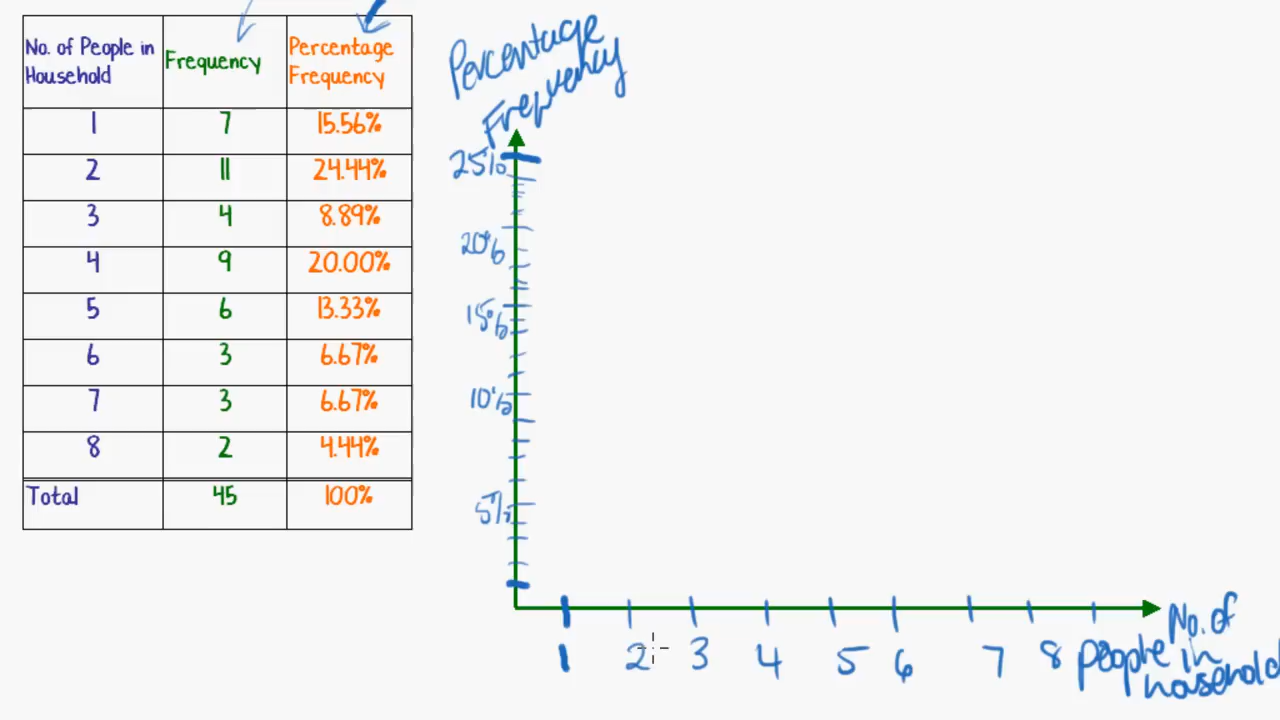 No. of People in Household Frequency Percentage Frequency
1 7 15.56%
2 11 24.44%
3 4 8.89%
4 9 20.00%
5 6 13.33%
6 3 6.67%
7 3 6.67%
8 2 4.44%
Total 45 100%
Percentage
Frequency
25%
20%
15%
10%
5%
1 2 3 4 5 6 7 8
No. of
people in
household